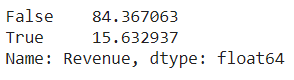 False    84.367063
True     15.632937
Name: Revenue, dtype: float64